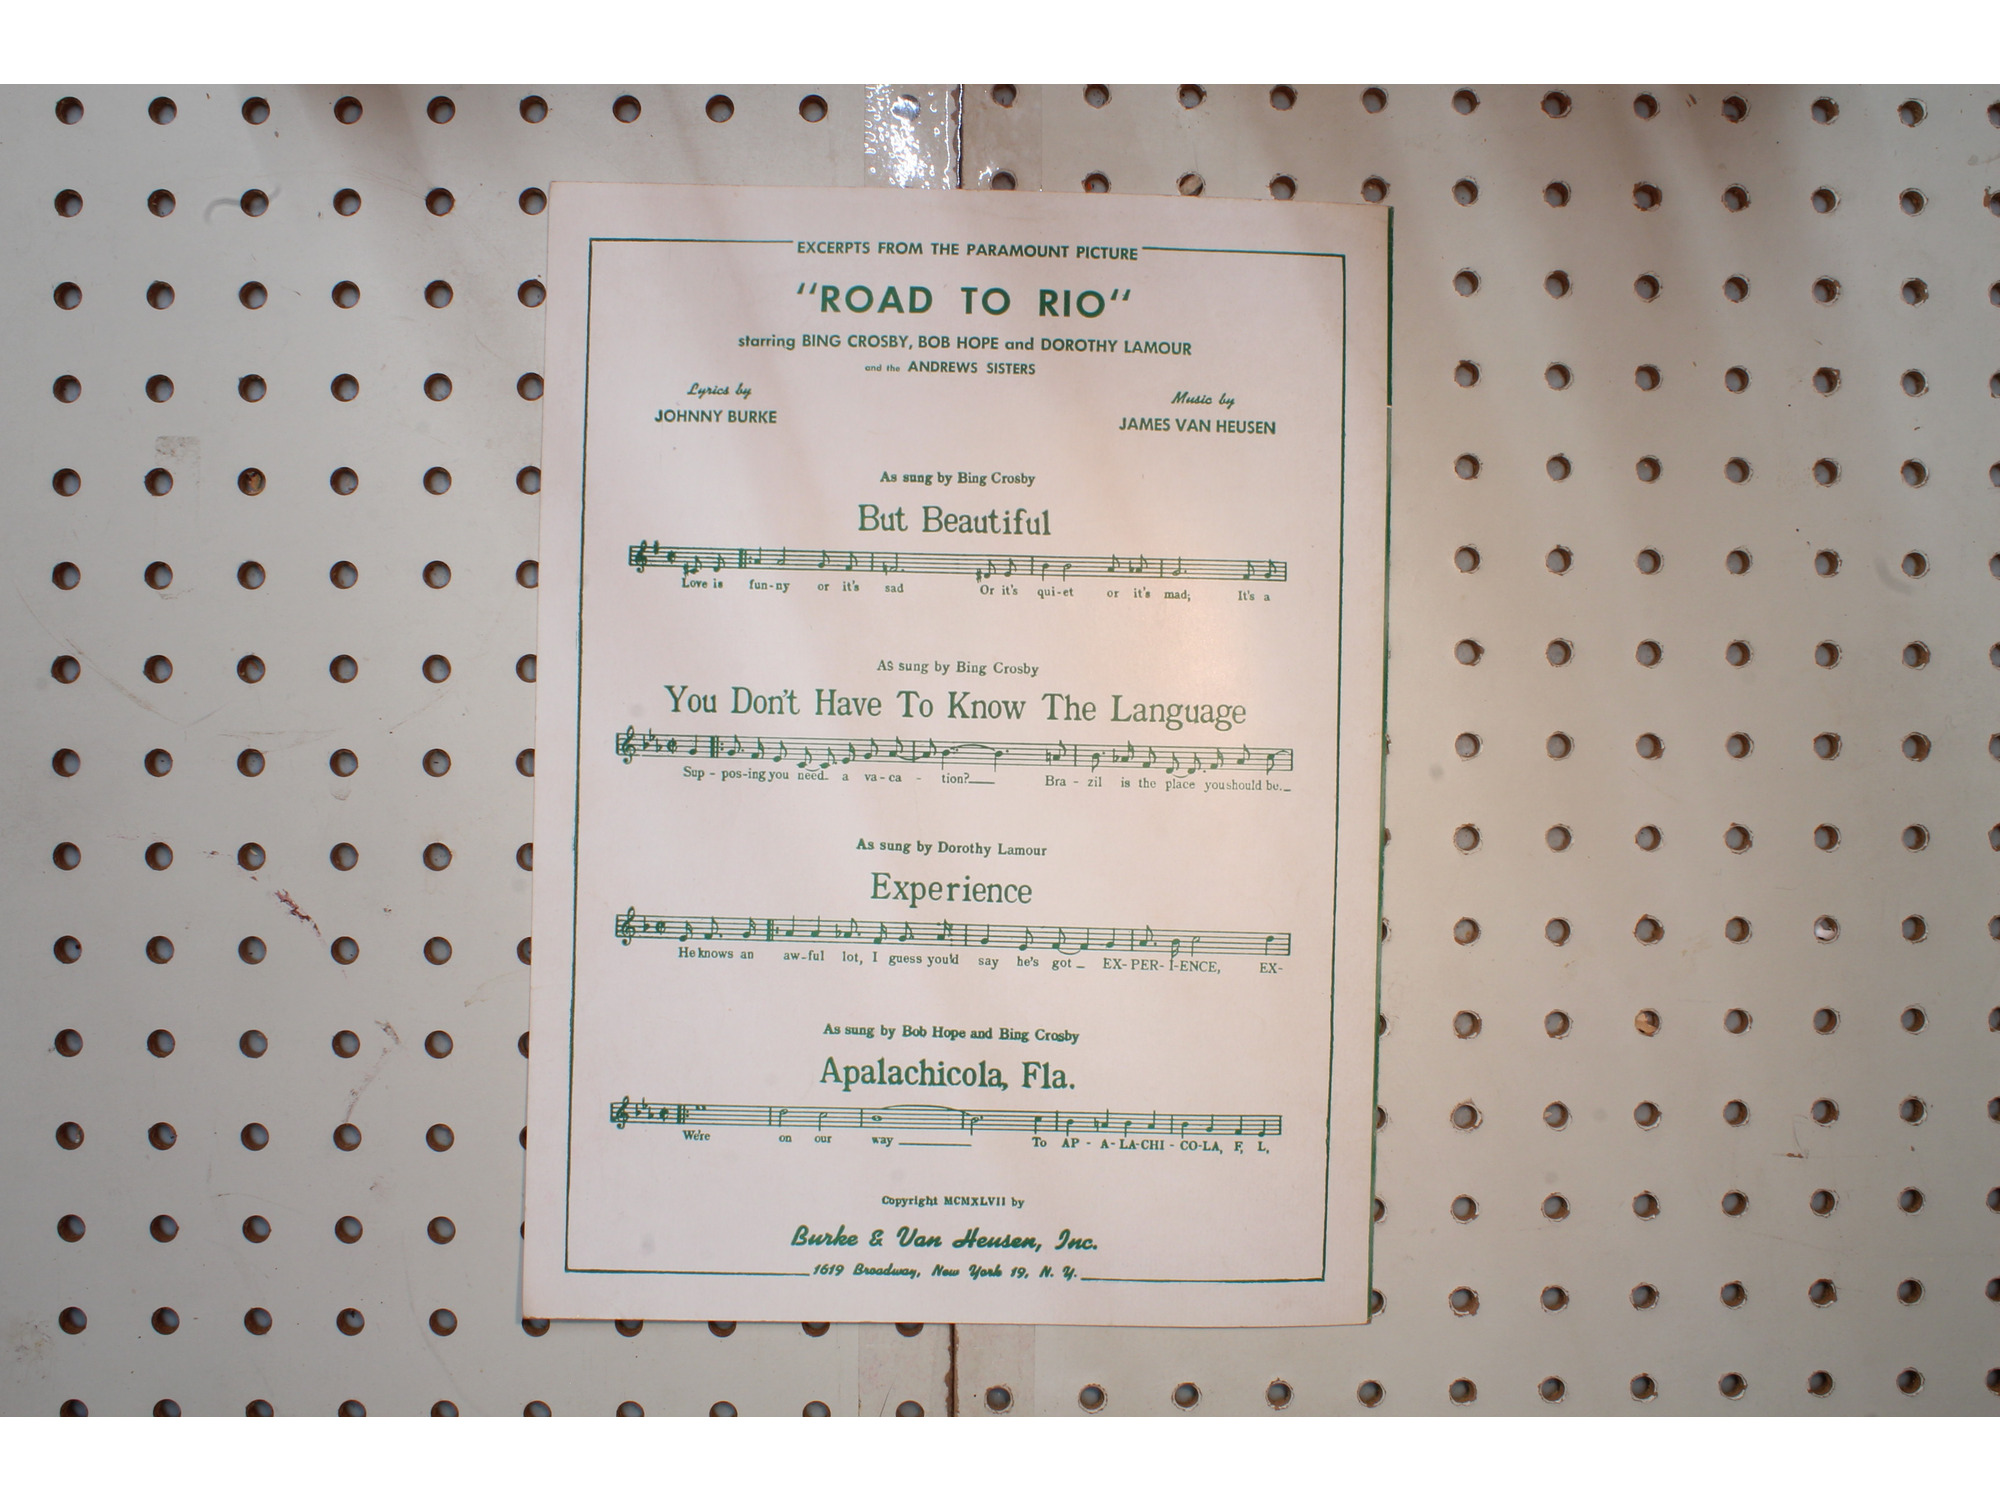 EXCERPTS FROM THE PARAMOUNT PICTURE
"ROAD TO RIO"
starring BING CROSBY, BOB HOPE and DOROTHY LAMOUR
and the ANDREWS SISTERS
Lyrics by
JOHNNY BURKE
Music by
JAMES VAN HEUSEN
As sung by Bing Crosby
But Beautiful
Love is fun-ny or it's sad Or it's qui-et or it's mad; It's a
As sung by Bing Crosby
You Don't Have To Know The Language
Sup - pos-ing you need a va-ca - tion? Bra - zil is the place you should be.
As sung by Dorothy Lamour
Experience
He knows an aw-ful lot, I guess you'd say he's got EX-PER-I-ENCE, EX-
As sung by Bob Hope and Bing Crosby
Apalachicola, Fla.
We're on our way To AP - A-LA-CHI-CO-LA, F, L,
Copyright MCMXLVII by
Burke & Van Heusen, Inc.
1619 Broadway, New York 19, N. Y.